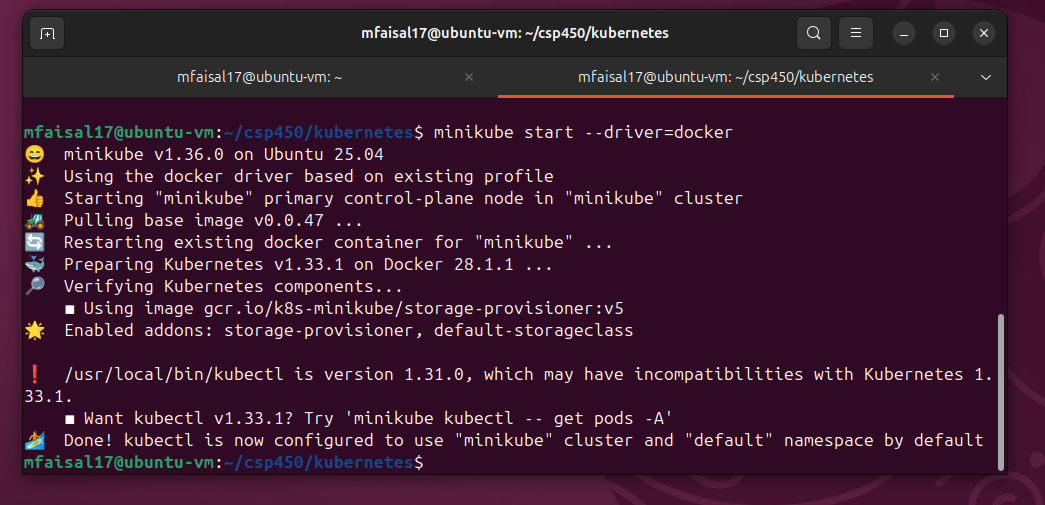 mfaisal17@ubuntu-vm: ~/csp450/kubernetes
mfaisal17@ubuntu-vm: ~
mfaisal17@ubuntu-vm: ~/csp450/kubernetes
mfaisal17@ubuntu-vm:~/csp450/kubernetes$ minikube start --driver=docker
😄  minikube v1.36.0 on Ubuntu 25.04
✨  Using the docker driver based on existing profile
👍  Starting "minikube" primary control-plane node in "minikube" cluster
🚜  Pulling base image v0.0.47 ...
🔄  Restarting existing docker container for "minikube" ...
🐳  Preparing Kubernetes v1.33.1 on Docker 28.1.1 ...
🔎  Verifying Kubernetes components...
    ▪ Using image gcr.io/k8s-minikube/storage-provisioner:v5
🌟  Enabled addons: storage-provisioner, default-storageclass
❗  /usr/local/bin/kubectl is version 1.31.0, which may have incompatibilities with Kubernetes 1.
33.1.
    ▪ Want kubectl v1.33.1? Try 'minikube kubectl -- get pods -A'
🏄  Done! kubectl is now configured to use "minikube" cluster and "default" namespace by default
mfaisal17@ubuntu-vm:~/csp450/kubernetes$